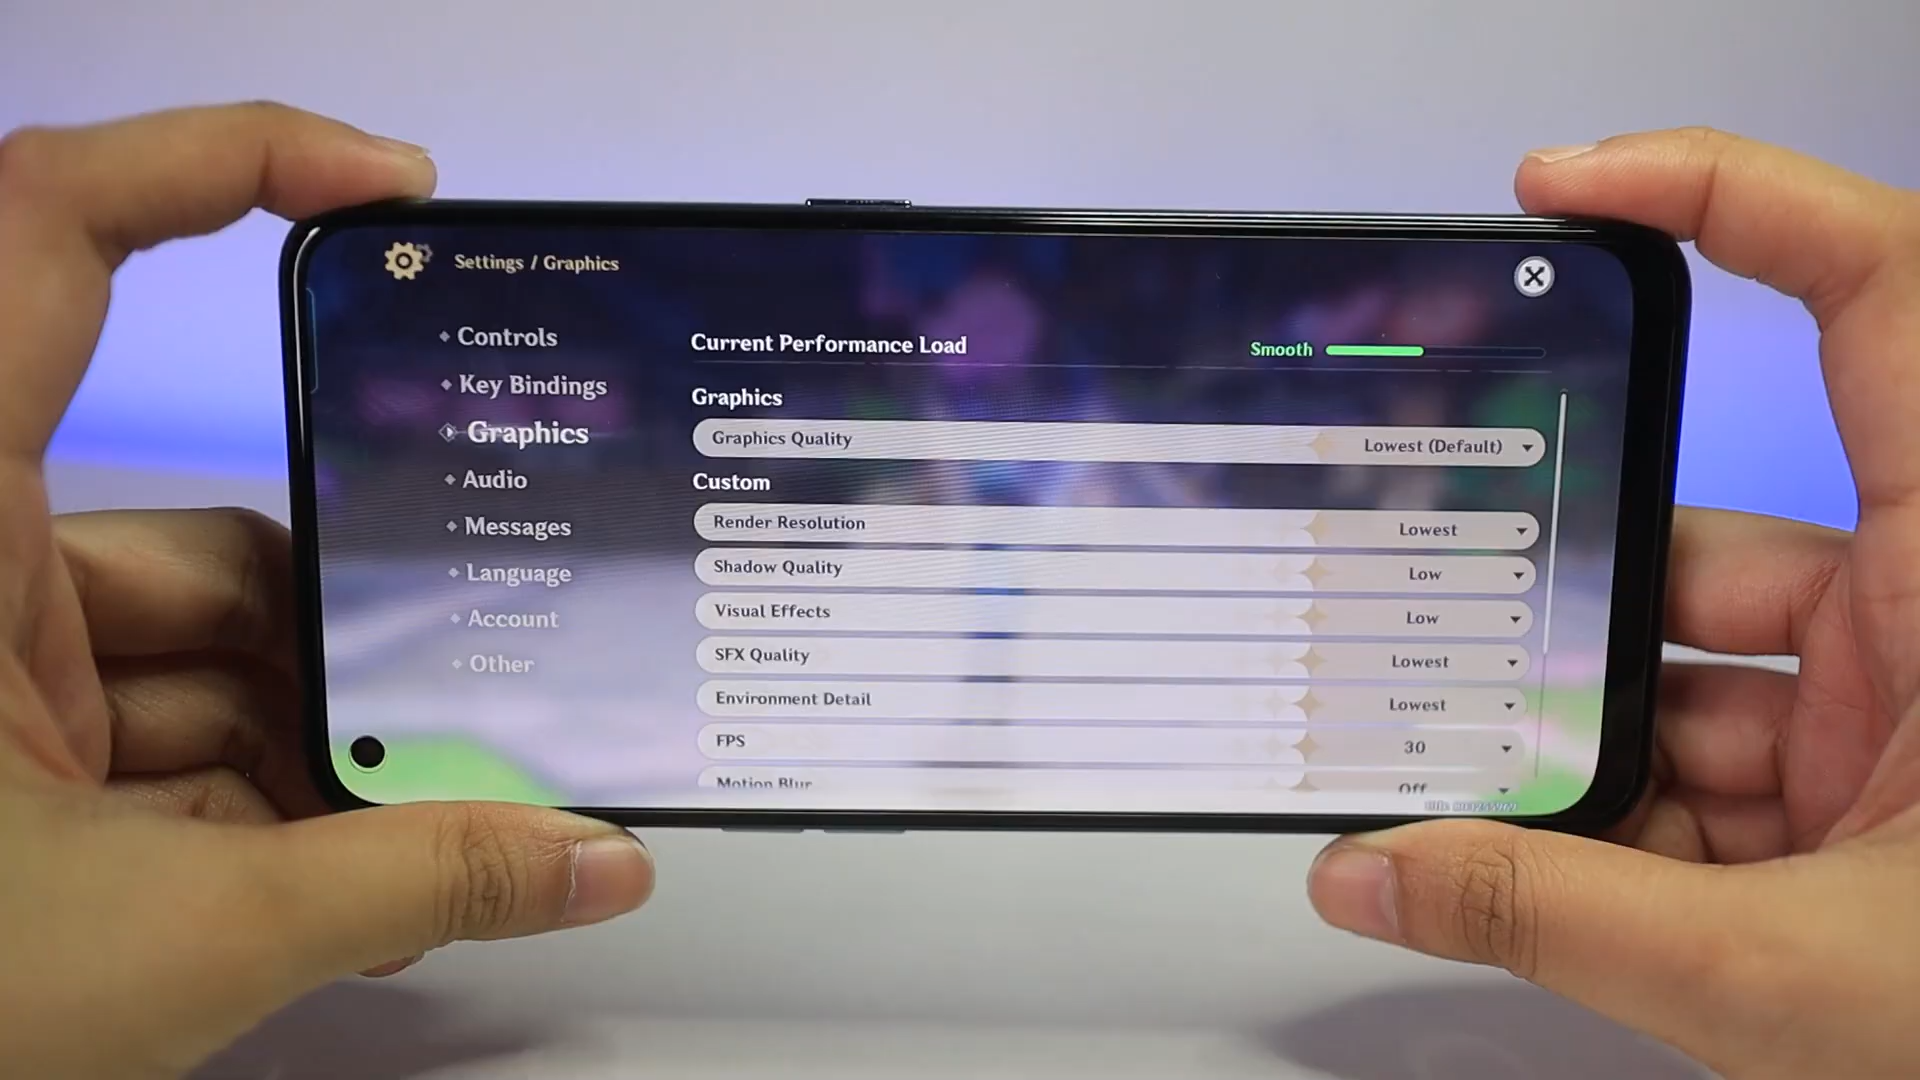 Settings / Graphics
Controls
Key Bindings
Graphics
Audio
Messages
Language
Account
Other
Current Performance Load
Smooth
Graphics
Graphics Quality
Lowest (Default)
Custom
Render Resolution
Lowest
Shadow Quality
Low
Visual Effects
Low
SFX Quality
Lowest
Environment Detail
Lowest
FPS
30
Motion Blur
Off